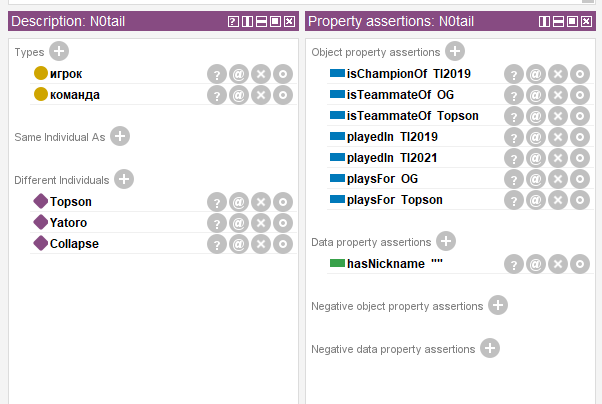 Description: N0tail
Types
игрок
команда
Same Individual As
Different Individuals
Topson
Yatoro
Collapse
Property assertions: N0tail
Object property assertions
isChampionOf TI2019
isTeammateOf OG
isTeammateOf Topson
playedIn TI2019
playedIn TI2021
playsFor OG
playsFor Topson
Data property assertions
hasNickname ""
Negative object property assertions
Negative data property assertions